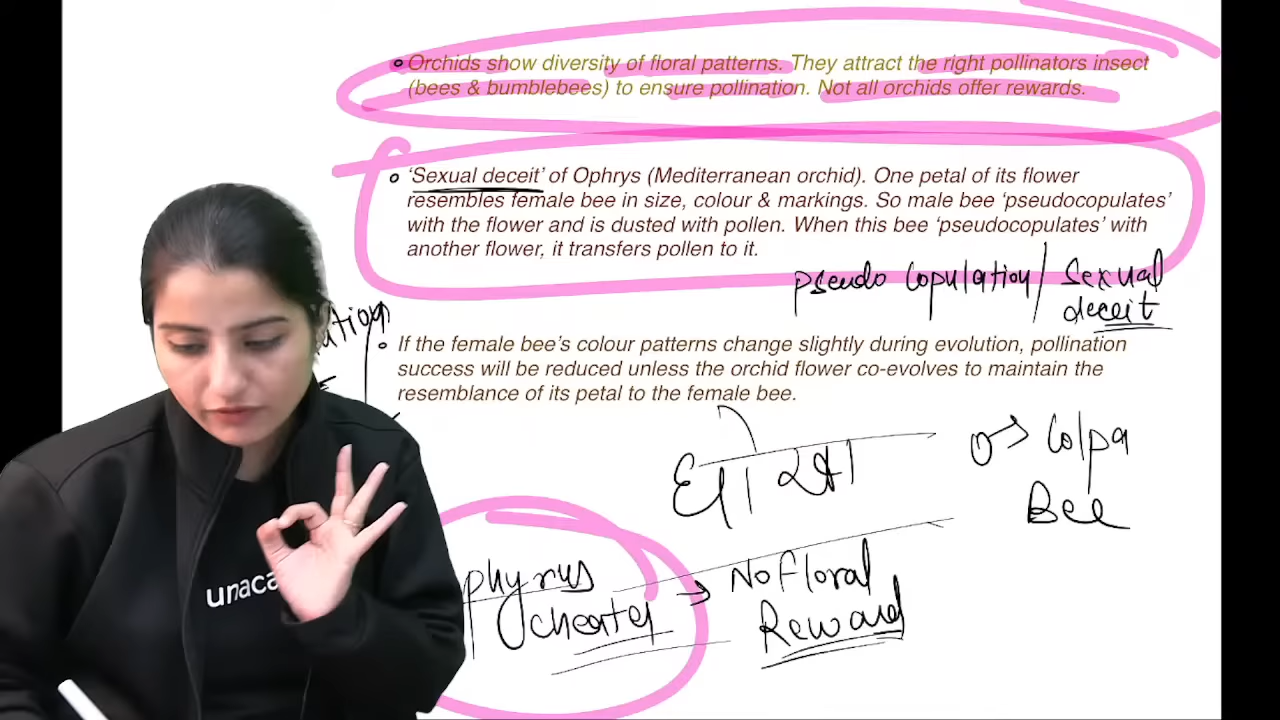 Orchids show diversity of floral patterns. They attract the right pollinators insect
(bees & bumblebees) to ensure pollination. Not all orchids offer rewards.
'Sexual deceit' of Ophrys (Mediterranean orchid). One petal of its flower
resembles female bee in size, colour & markings. So male bee 'pseudocopulates'
with the flower and is dusted with pollen. When this bee 'pseudocopulates' with
another flower, it transfers pollen to it.
pseudo copulation / sexual
deceit
ution
If the female bee's colour patterns change slightly during evolution, pollination
success will be reduced unless the orchid flower co-evolves to maintain the
resemblance of its petal to the female bee.
Colpa
Bee
phyrus
No floral
Reward
unaca